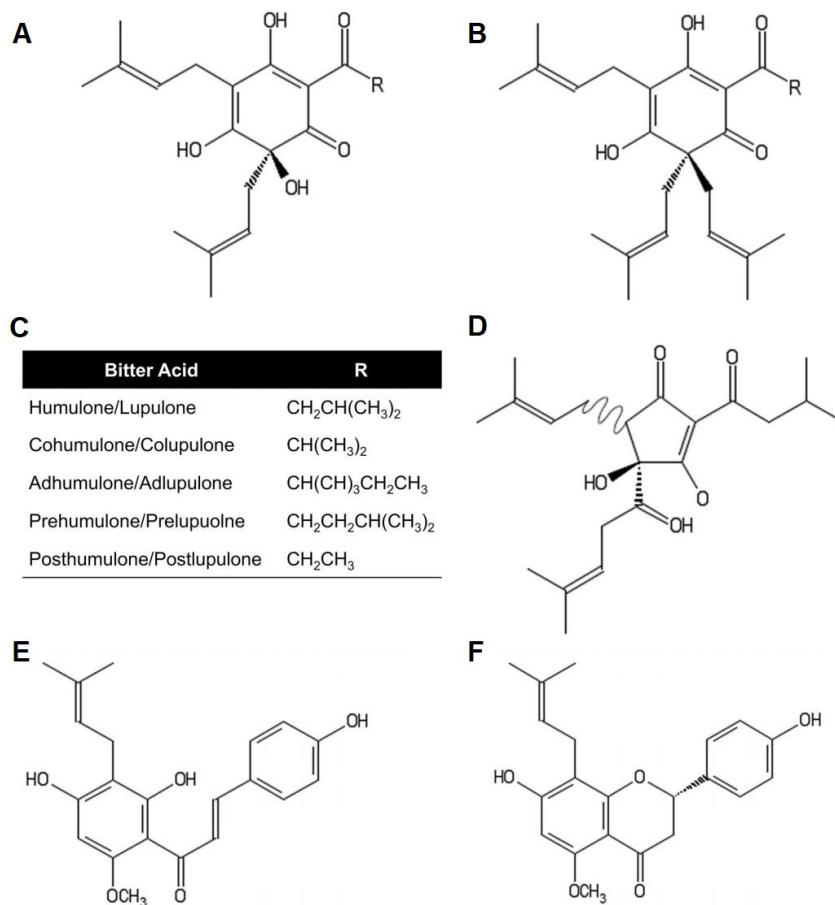 A
OH
O
R
HO
O
OH
B
OH
O
R
HO
O
C
Bitter Acid R
Humulone/Lupulone CH2CH(CH3)2
Cohumulone/Colupulone CH(CH3)2
Adhumulone/Adlupulone CH(CH)3CH2CH3
Prehumulone/Prelupuolne CH2CH2CH(CH3)2
Posthumulone/Postlupulone CH2CH3
D
O
O
HO
O
OH
E
OH
HO
OH
OCH3
O
F
OH
HO
O
OCH3
O